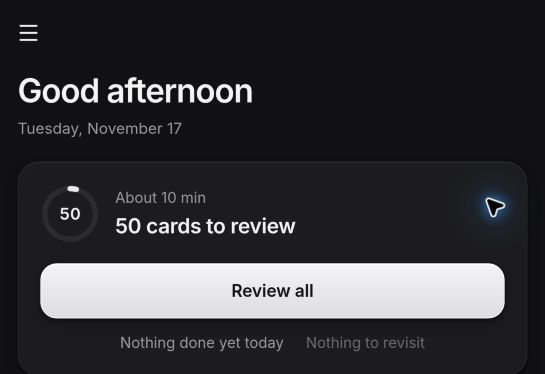 Good afternoon
Tuesday, November 17
50
About 10 min
50 cards to review
Review all
Nothing done yet today Nothing to revisit